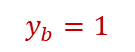 y_b = 1